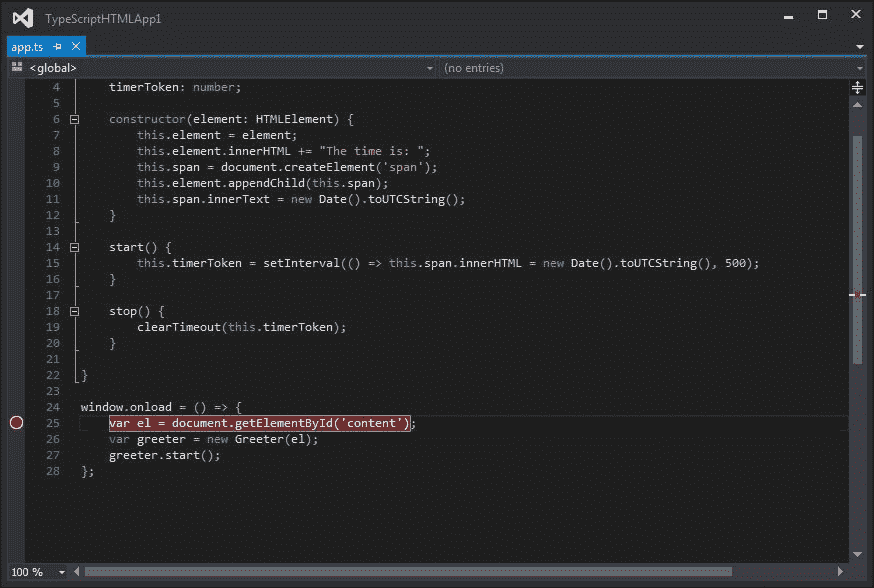 TypeScriptHTMLApp1
app.ts
<global>
(no entries)
4 timerToken: number;
5
6 constructor(element: HTMLElement) {
7 this.element = element;
8 this.element.innerHTML += "The time is: ";
9 this.span = document.createElement('span');
10 this.element.appendChild(this.span);
11 this.span.innerText = new Date().toUTCString();
12 }
13
14 start() {
15 this.timerToken = setInterval(() => this.span.innerHTML = new Date().toUTCString(), 500);
16 }
17
18 stop() {
19 clearTimeout(this.timerToken);
20 }
21
22 }
23
24 window.onload = () => {
25 var el = document.getElementById('content');
26 var greeter = new Greeter(el);
27 greeter.start();
28 };
100 %